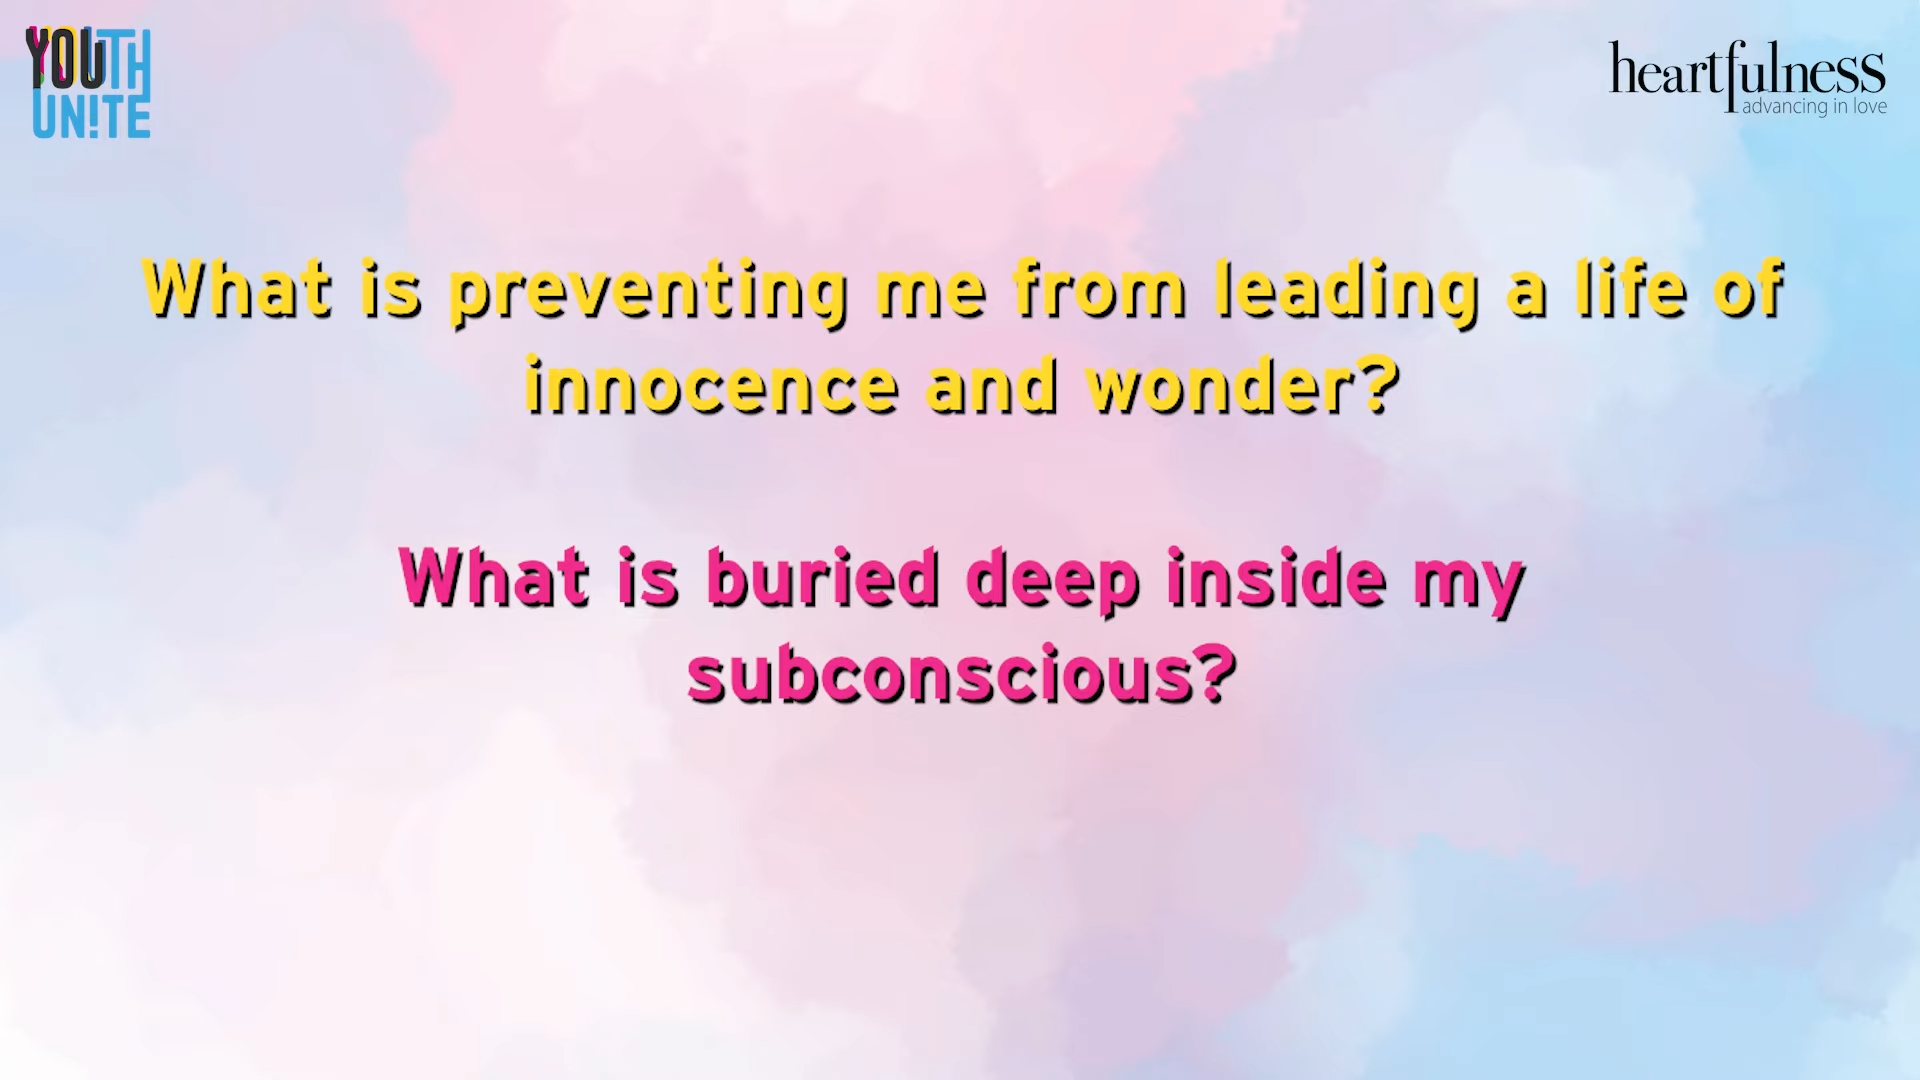 YOUTH
UN!TE
heartfulness
advancing in love
What is preventing me from leading a life of
innocence and wonder?
What is buried deep inside my
subconscious?